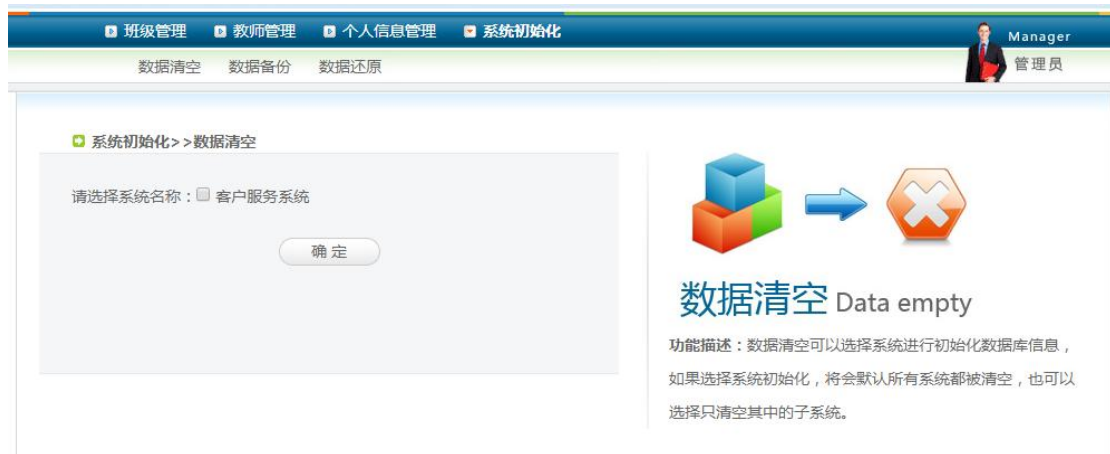 班级管理 教师管理 个人信息管理 系统初始化
Manager
数据清空 数据备份 数据还原
管理员
系统初始化>>数据清空
请选择系统名称：客户服务系统
确 定
数据清空 Data empty
功能描述：数据清空可以选择系统进行初始化数据库信息，
如果选择系统初始化，将会默认所有系统都被清空，也可以
选择只清空其中的子系统。